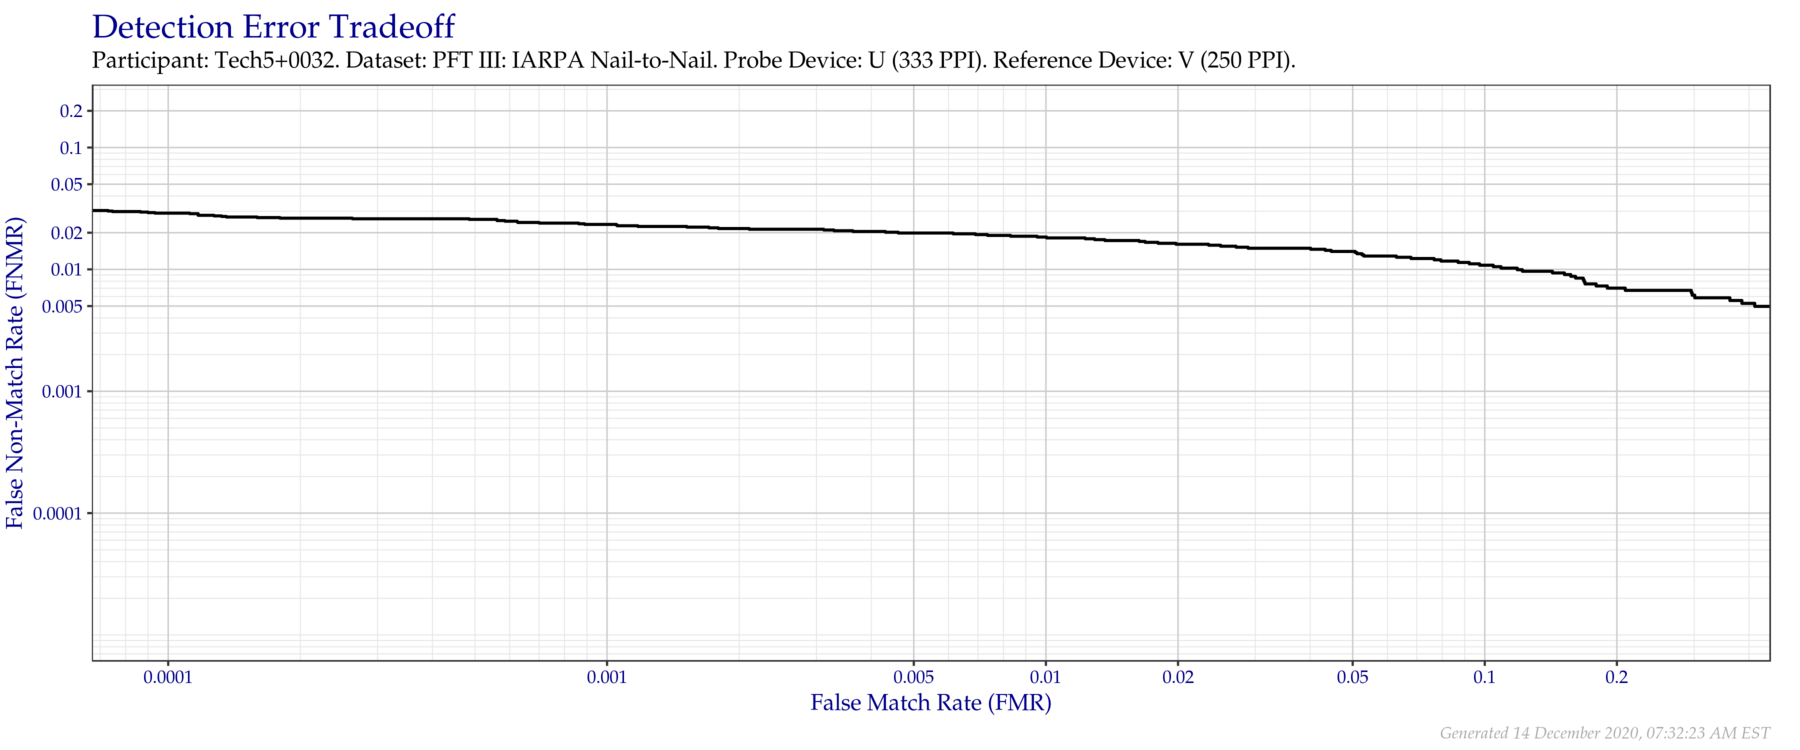 Detection Error Tradeoff
Participant: Tech5+0032. Dataset: PFT III: IARPA Nail-to-Nail. Probe Device: U (333 PPI). Reference Device: V (250 PPI).
False Non-Match Rate (FNMR)
0.2
0.1
0.05
0.02
0.01
0.005
0.001
0.0001
0.0001 0.001 0.005 0.01 0.02 0.05 0.1 0.2
False Match Rate (FMR)
Generated 14 December 2020, 07:32:23 AM EST